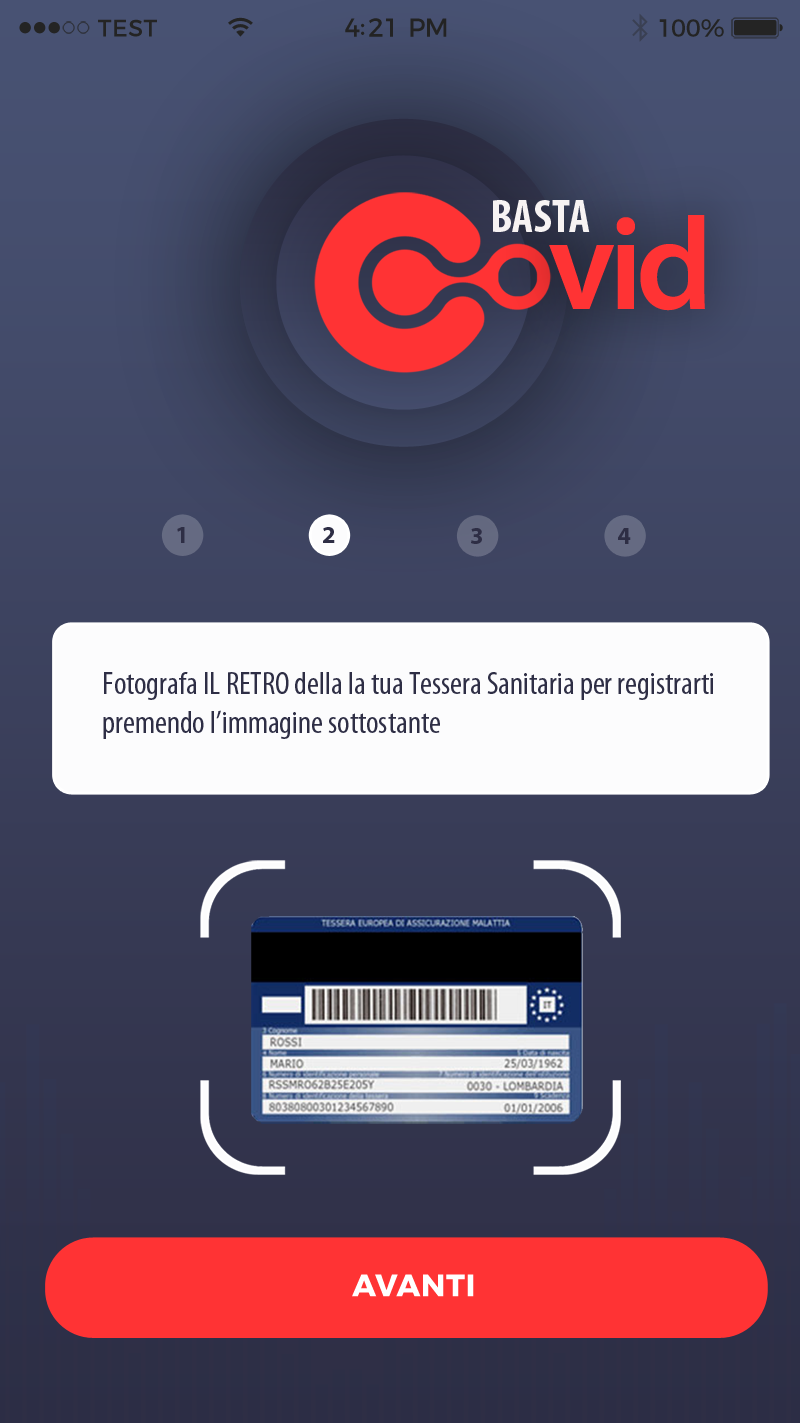 TEST 4:21 PM 100%
BASTA
Covid
1 2 3 4
Fotografa IL RETRO della la tua Tessera Sanitaria per registrarti
premendo l’immagine sottostante
TESSERA EUROPEA DI ASSICURAZIONE MALATTIA
IT
3 Cognome
ROSSI
4 Nome 5 Data di nascita
MARIO 25/03/1962
6 Numero di identificazione personale 7 Numero di identificazione dell'istituzione
RSSMRO62B25E205Y 0030 - LOMBARDIA
8 Numero di identificazione della tessera 9 Scadenza
80380800301234567890 01/01/2006
AVANTI